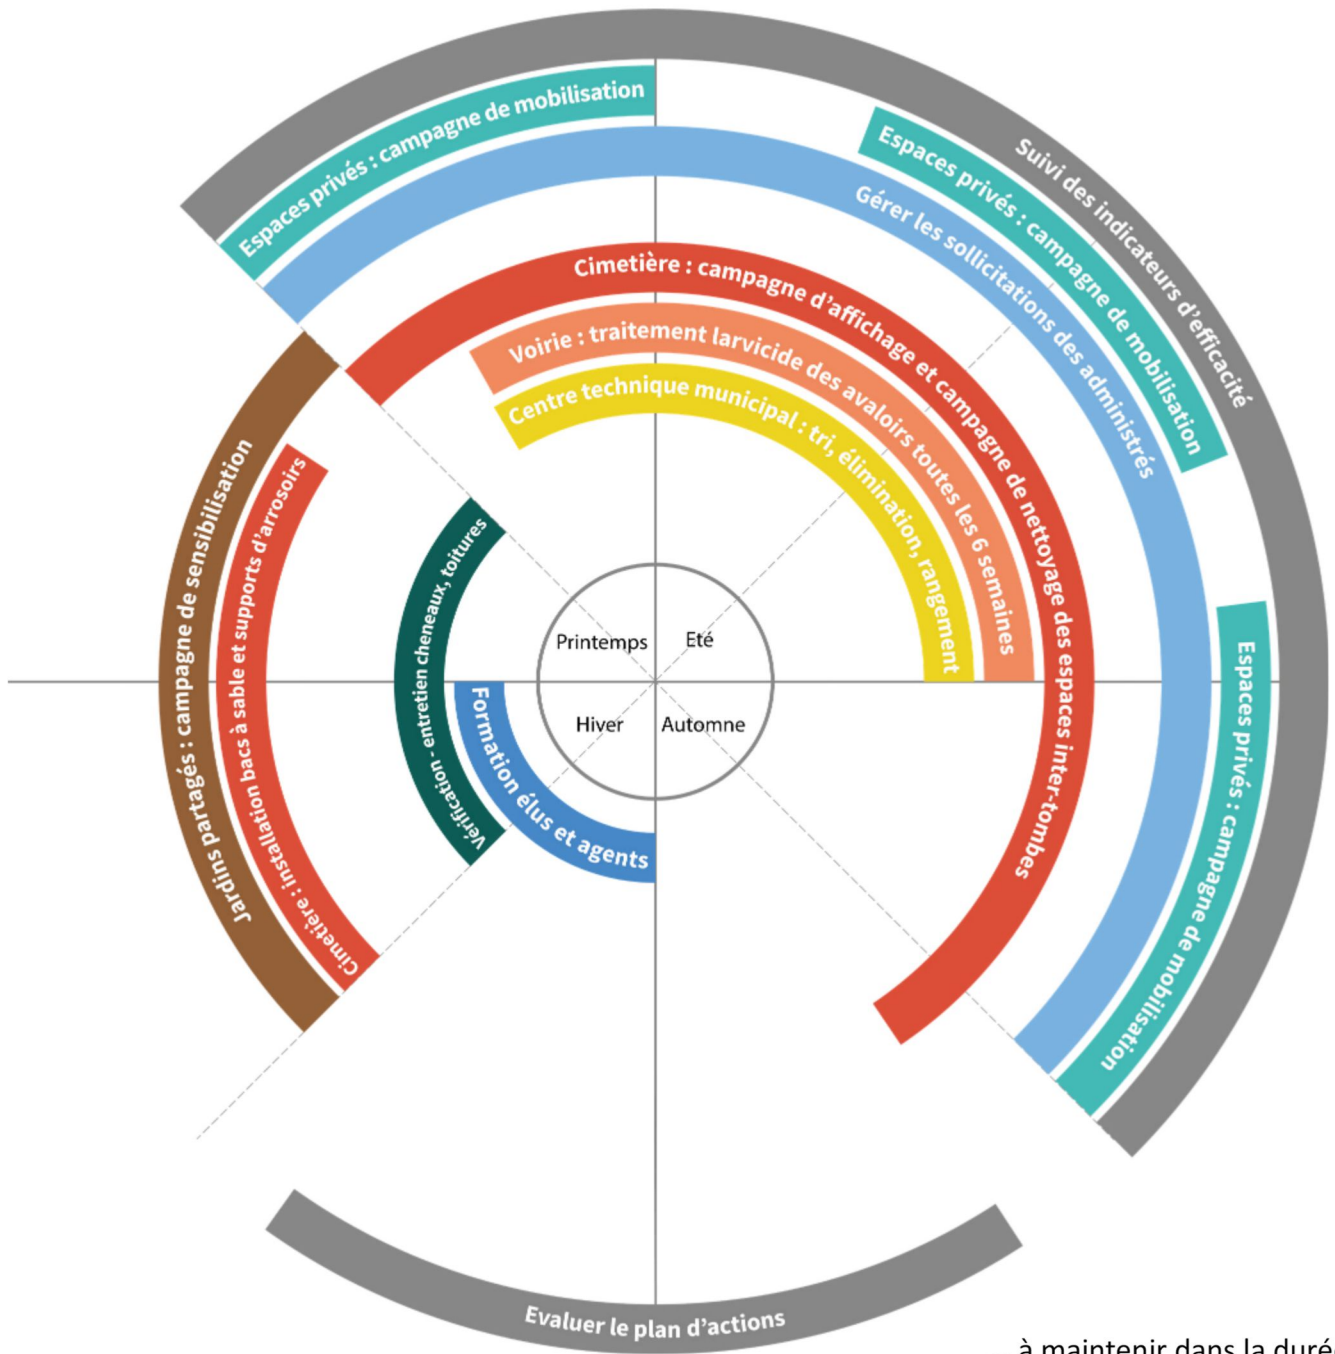 Suivi des indicateurs d'efficacité
Espaces privés : campagne de mobilisation
Espaces privés : campagne de mobilisation
Espaces privés : campagne de mobilisation
Gérer les sollicitations des administrés
Cimetière : campagne d'affichage et campagne de nettoyage des espaces inter-tombes
Voirie : traitement larvicide des avaloirs toutes les 6 semaines
Centre technique municipal : tri, élimination, rangement
Jardins partagés : campagne de sensibilisation
Cimetière : installation bacs à sable et supports d'arrosoirs
Vérification - entretien cheneaux, toitures
Formation élus et agents
Printemps
Eté
Hiver
Automne
Evaluer le plan d'actions
à maintenir dans la durée